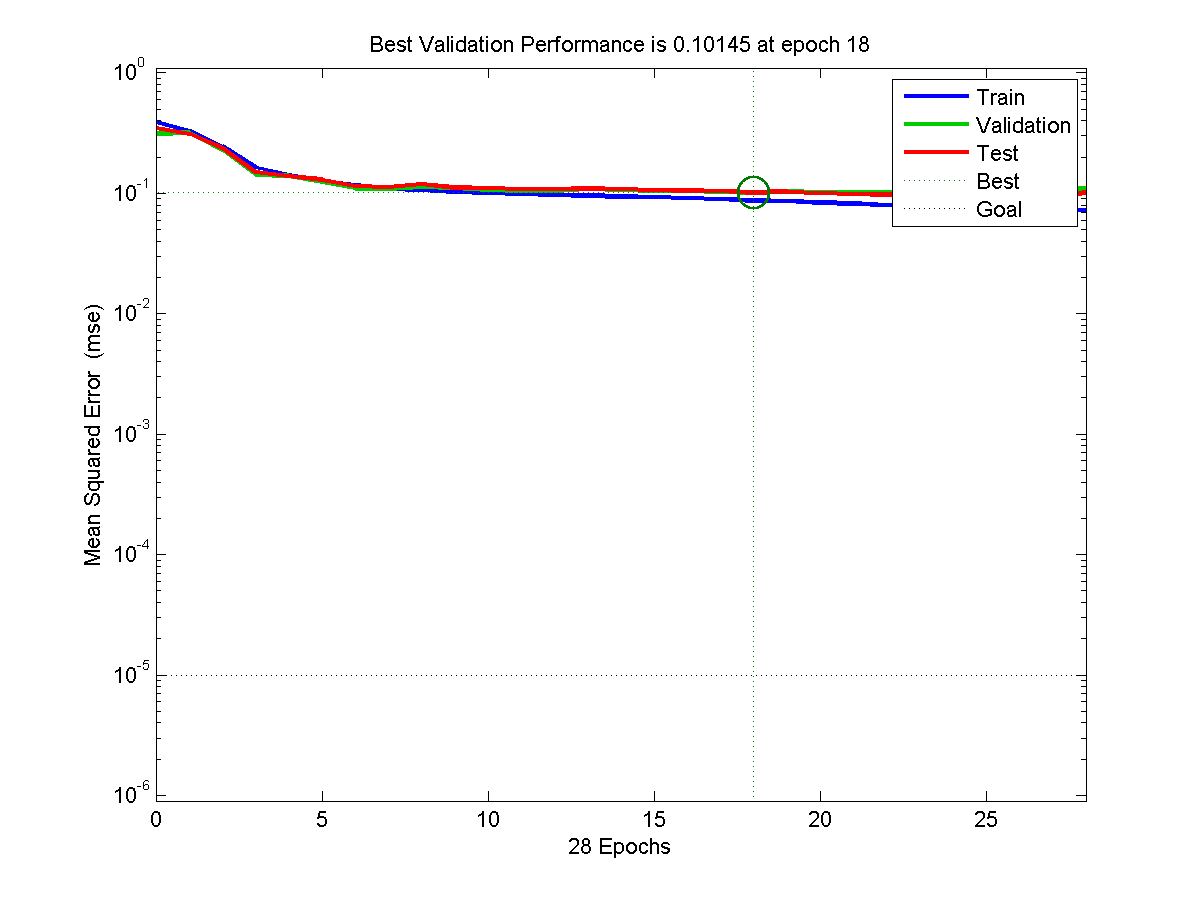 Best Validation Performance is 0.10145 at epoch 18
Train
Validation
Test
Best
Goal
Mean Squared Error (mse)
10^0
10^-1
10^-2
10^-3
10^-4
10^-5
10^-6
0 5 10 15 20 25
28 Epochs